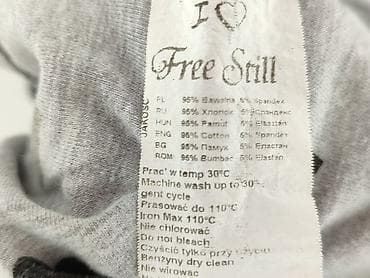 I ♡
Free Still
JAKOŚĆ
PL 95% Bawełna 5% Spandex
RU 95% Хлопок 5% Спандекс
HUN 95% Pamut 5% Elastán
ENG 95% Cotton 5% Spandex
BG 95% Памук 5% Еластан
ROM 95% Bumbac 5% Elastan
Prać w temp 30°C
Machine wash up to 30°
gent cycle
Prasować do 110°C
Iron Max 110°C
Nie chlorować
Do not bleach
Czyścić tylko przy użyciu
Benzyny dry clean
Nie wirować